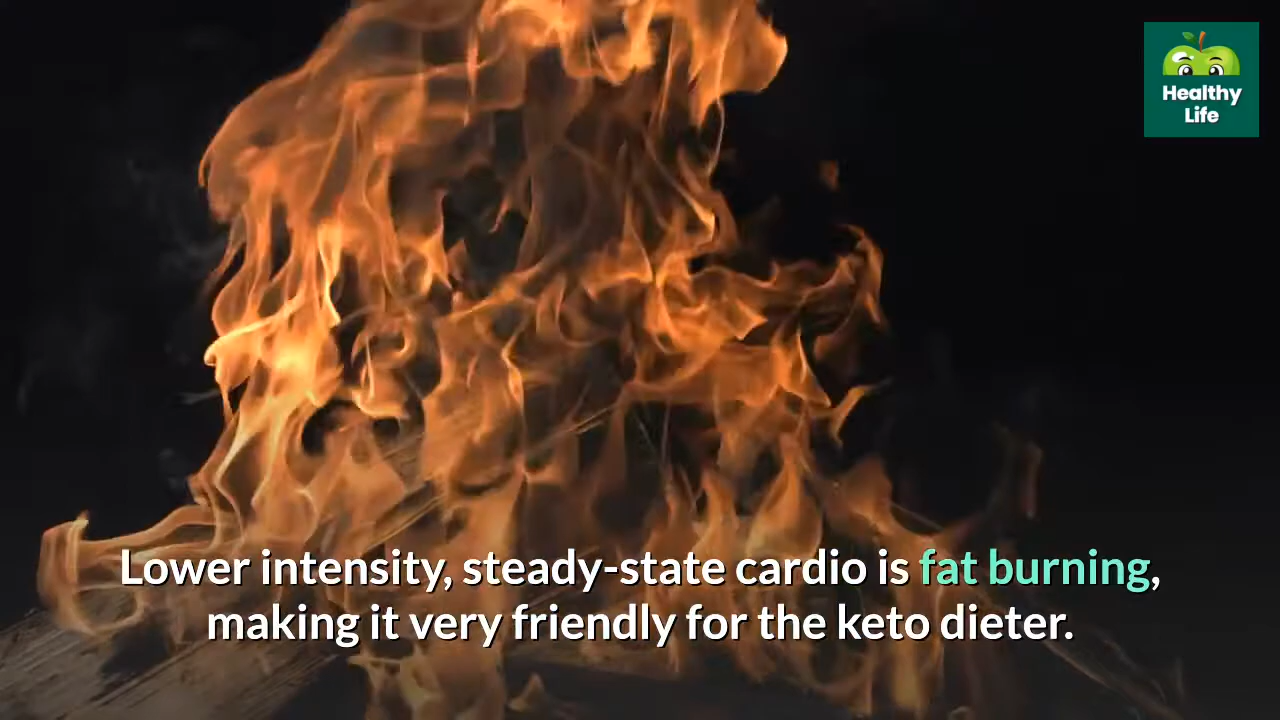 Healthy
Life
Lower intensity, steady-state cardio is fat burning,
making it very friendly for the keto dieter.